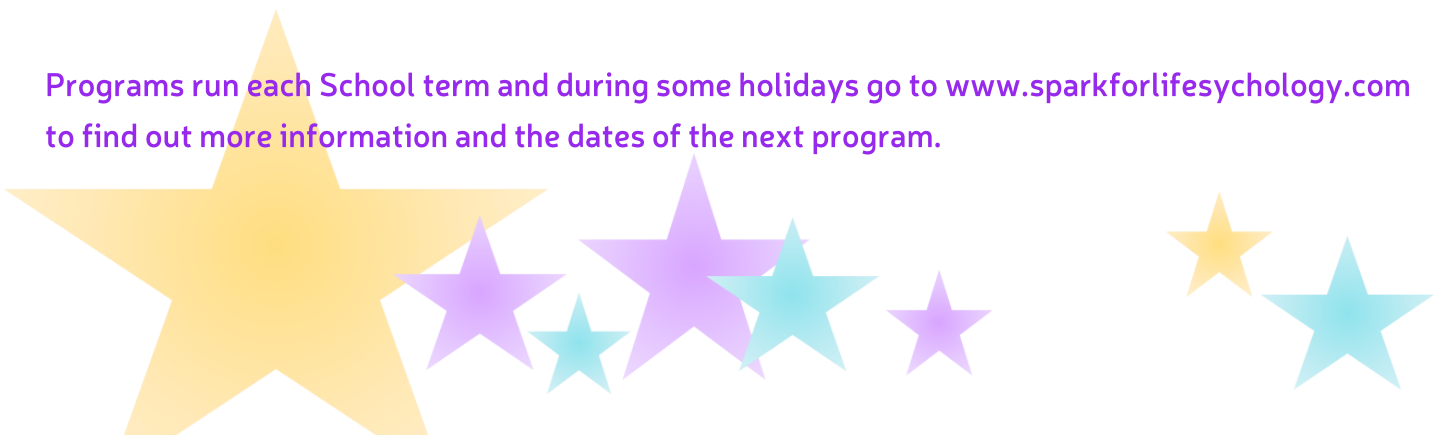 Programs run each School term and during some holidays go to www.sparkforlifesychology.com
to find out more information and the dates of the next program.